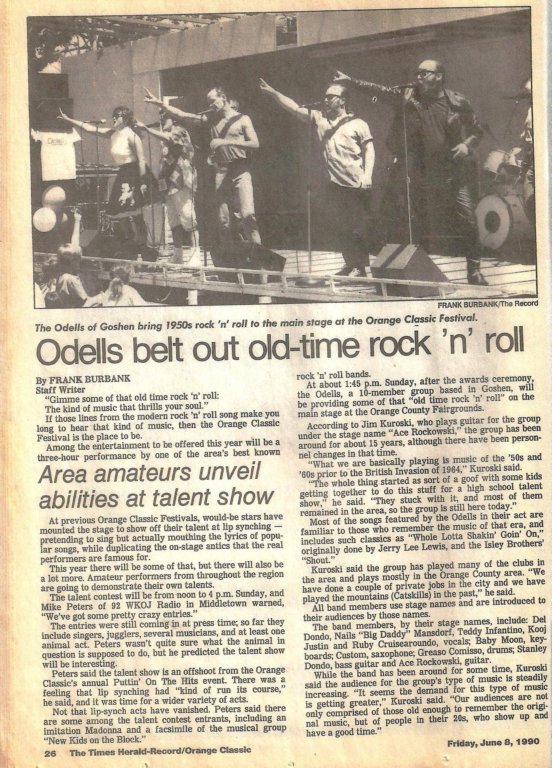 FRANK BURBANK/The Record
The Odells of Goshen bring 1950s rock 'n' roll to the main stage at the Orange Classic Festival.
Odells belt out old-time rock 'n' roll
By FRANK BURBANK
Staff Writer
"Gimme some of that old time rock 'n' roll:
The kind of music that thrills your soul."
If those lines from the modern rock 'n' roll song make you
long to hear that kind of music, then the Orange Classic
Festival is the place to be.
Among the entertainment to be offered this year will be a
three-hour performance by one of the area's best known
rock 'n' roll bands.
At about 1:45 p.m. Sunday, after the awards ceremony,
the Odells, a 10-member group based in Goshen, will
be providing some of that "old time rock 'n' roll" on the
main stage at the Orange County Fairgrounds.
According to Jim Kuroski, who plays guitar for the group
under the stage name "Ace Rockowski," the group has been
around for about 15 years, although there have been person-
nel changes in that time.
"What we are basically playing is music of the '50s and
'60s prior to the British Invasion of 1964," Kuroski said.
"The whole thing started as sort of a goof with some kids
getting together to do this stuff for a high school talent
show," he said. "They stuck with it, and most of them
remained in the area, so the group is still here today."
Most of the songs featured by the Odells in their act are
familiar to those who remember the music of that era, and
includes such classics as "Whole Lotta Shakin' Goin' On,"
originally done by Jerry Lee Lewis, and the Isley Brothers'
"Shout."
Kuroski said the group has played many of the clubs in
the area and plays mostly in the Orange County area. "We
have done a couple of private jobs in the city and we have
played the mountains (Catskills) in the past," he said.
All band members use stage names and are introduced to
their audiences by those names.
The band members, by their stage names, include: Del
Dondo, Nails "Big Daddy" Mansdorf, Teddy Infantino, Kooj
Justin and Ruby Cruisearoundo, vocals; Baby Moon, key-
boards; Custom, saxophone; Greaso Comisso, drums; Stanley
Dondo, bass guitar and Ace Rockowski, guitar.
While the band has been around for some time, Kuroski
said the audience for the group's type of music is steadily
increasing. "It seems the demand for this type of music
is getting greater," Kuroski said. "Our audiences are not
only comprised of those old enough to remember the origi-
nal music, but of people in their 20s, who show up and
have a good time."
Area amateurs unveil
abilities at talent show
At previous Orange Classic Festivals, would-be stars have
mounted the stage to show off their talent at lip synching —
pretending to sing but actually mouthing the lyrics of popu-
lar songs, while duplicating the on-stage antics that the real
performers are famous for.
This year there will be some of that, but there will also be
a lot more. Amateur performers from throughout the region
are going to demonstrate their own talents.
The talent contest will be from noon to 4 p.m. Sunday, and
Mike Peters of 92 WKOJ Radio in Middletown warned,
"We've got some pretty crazy entries."
The entries were still coming in at press time; so far they
include singers, jugglers, several musicians, and at least one
animal act. Peters wasn't quite sure what the animal in
question is supposed to do, but he predicted the talent show
will be interesting.
Peters said the talent show is an offshoot from the Orange
Classic's annual Puttin' On The Hits event. There was a
feeling that lip synching had "kind of run its course,"
he said, and it was time for a wider variety of acts.
Not that lip-synch acts have vanished. Peters said there
are some among the talent contest entrants, including an
imitation Madonna and a facsimile of the musical group
"New Kids on the Block."
26 The Times Herald-Record/Orange Classic
Friday, June 8, 1990